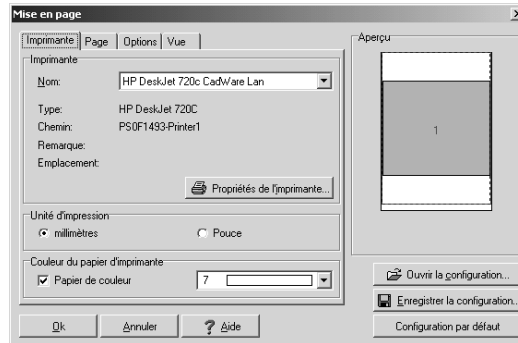 Mise en page
Imprimante Page Options Vue
Imprimante
Nom: HP DeskJet 720c CadWare Lan
Type: HP DeskJet 720C
Chemin: PS0F1493-Printer1
Remarque:
Emplacement:
Propriétés de l'imprimante...
Unité d'impression
millimètres Pouce
Couleur du papier d'imprimante
Papier de couleur 7
Ok Annuler Aide
Aperçu
1
Ouvrir la configuration...
Enregistrer la configuration...
Configuration par défaut